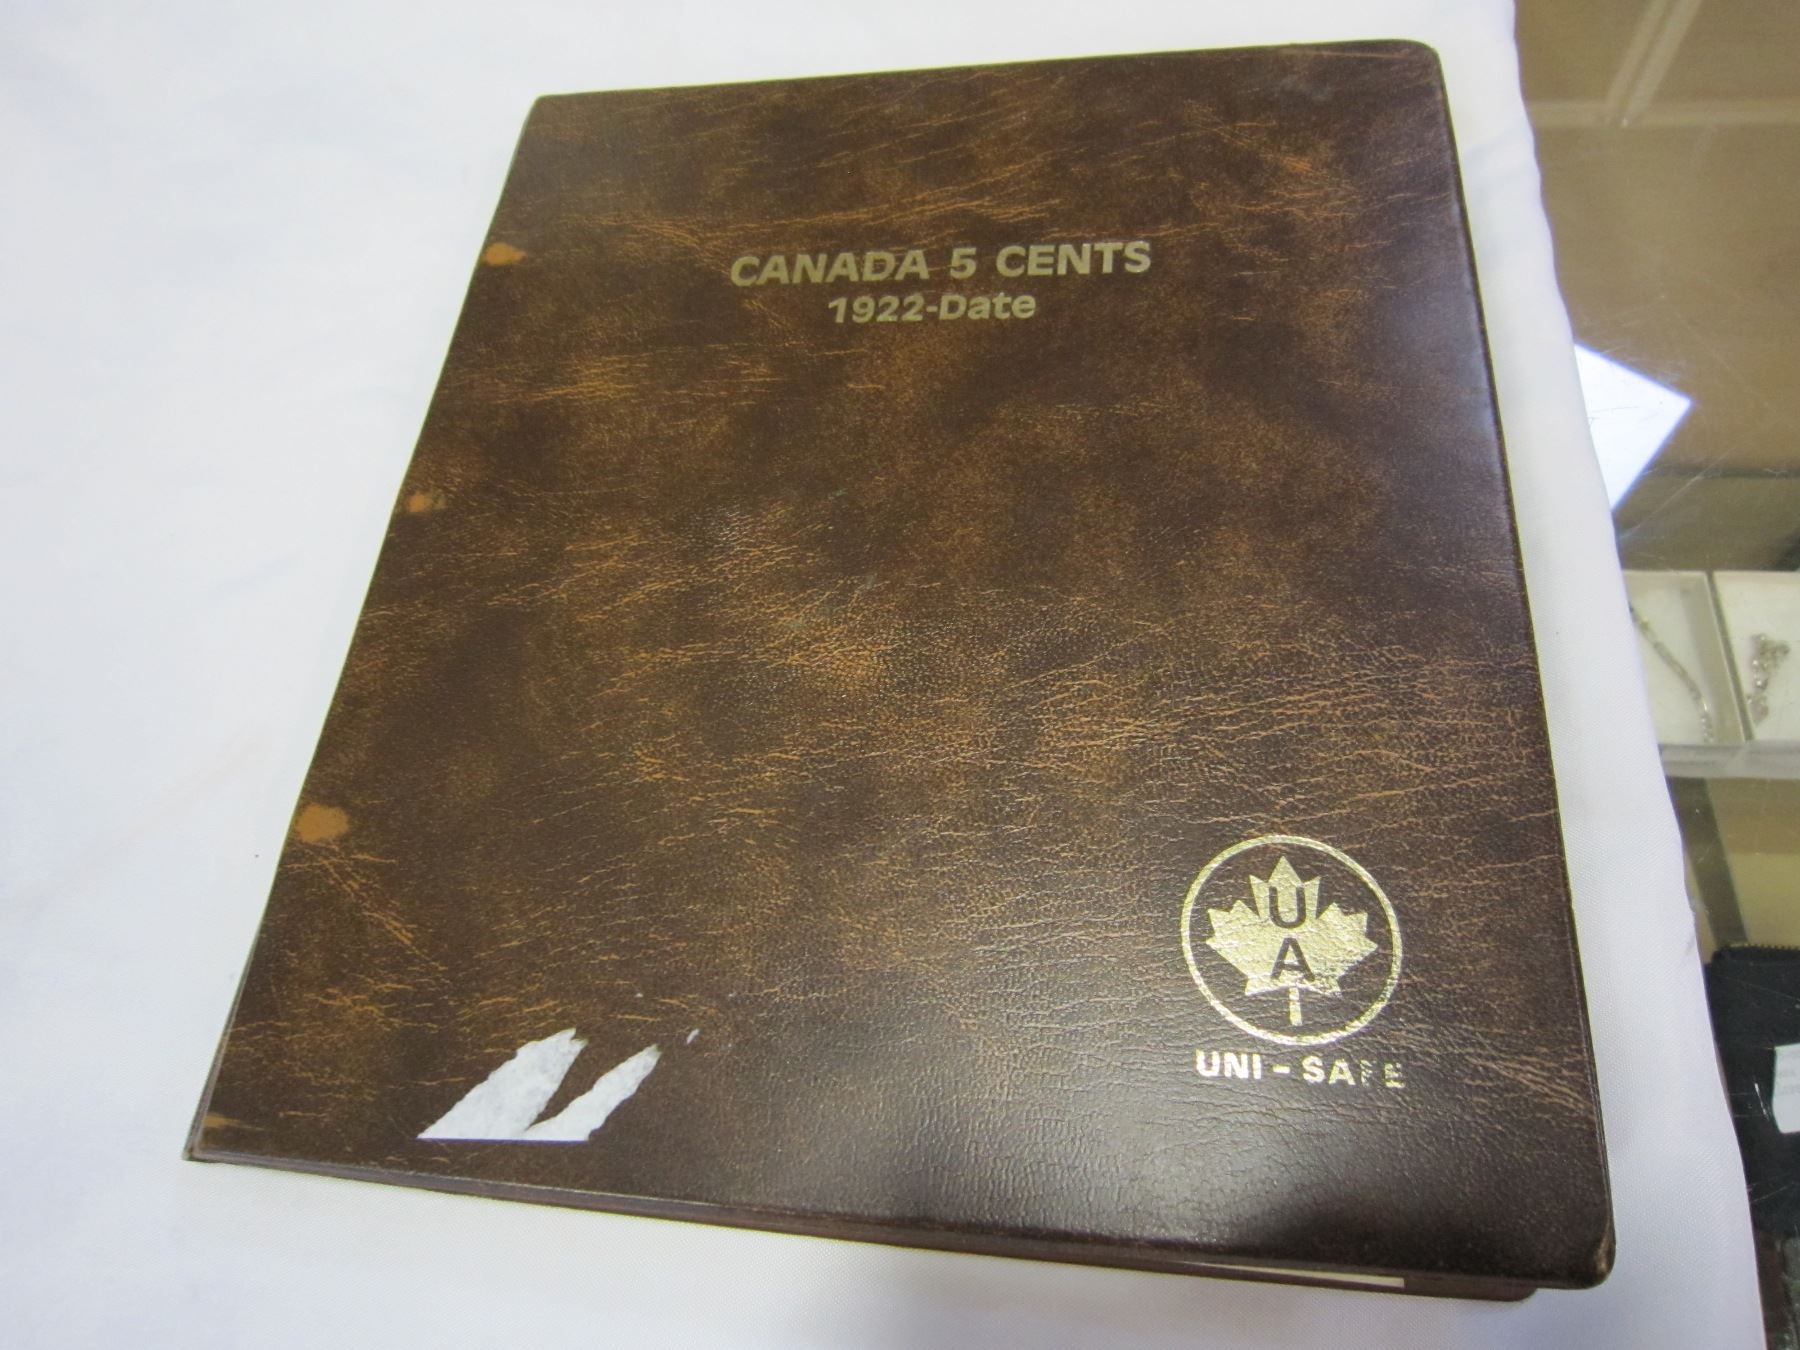 CANADA 5 CENTS
1922-Date
U
A
I
UNI-SAFE